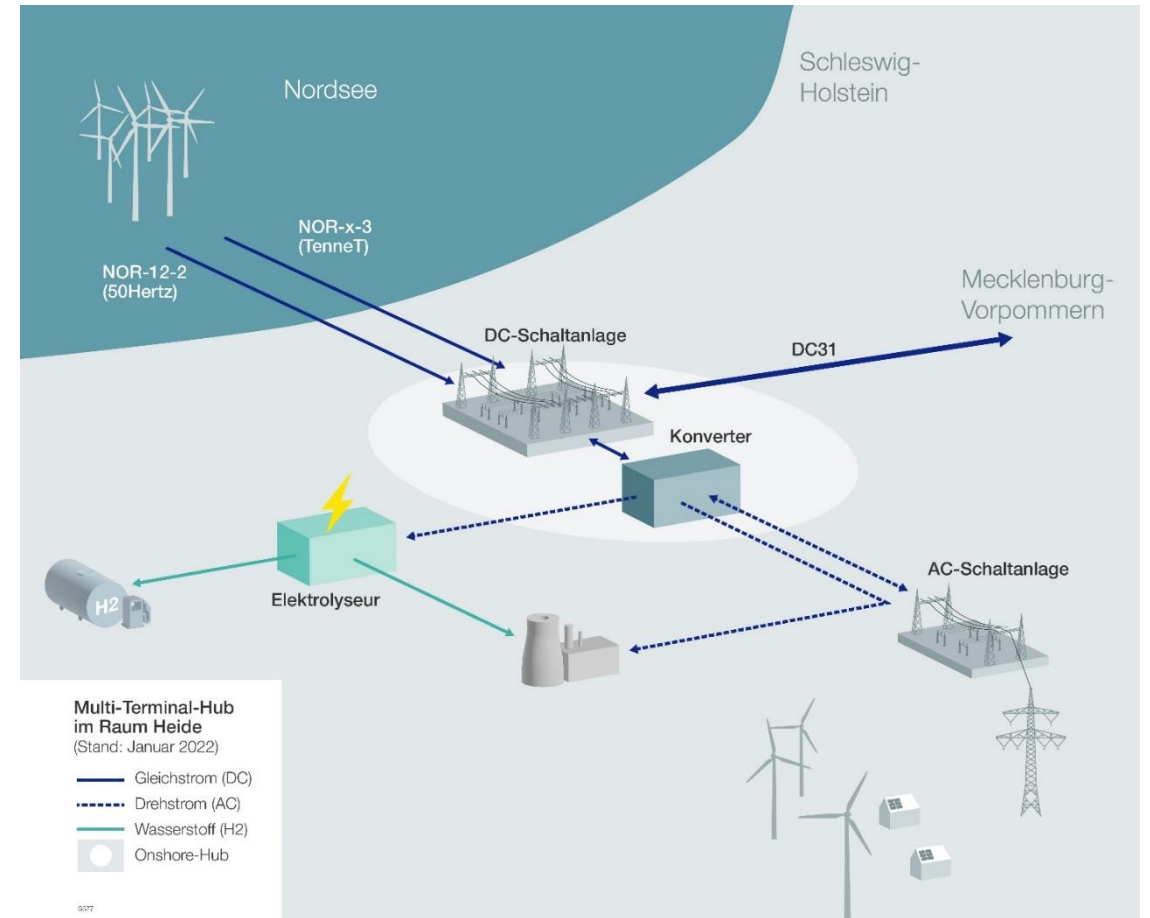 Nordsee
Schleswig-
Holstein
NOR-x-3
(TenneT)
NOR-12-2
(50Hertz)
Mecklenburg-
Vorpommern
DC-Schaltanlage
DC31
Konverter
AC-Schaltanlage
Elektrolyseur
H2
Multi-Terminal-Hub
im Raum Heide
(Stand: Januar 2022)
Gleichstrom (DC)
Drehstrom (AC)
Wasserstoff (H2)
Onshore-Hub